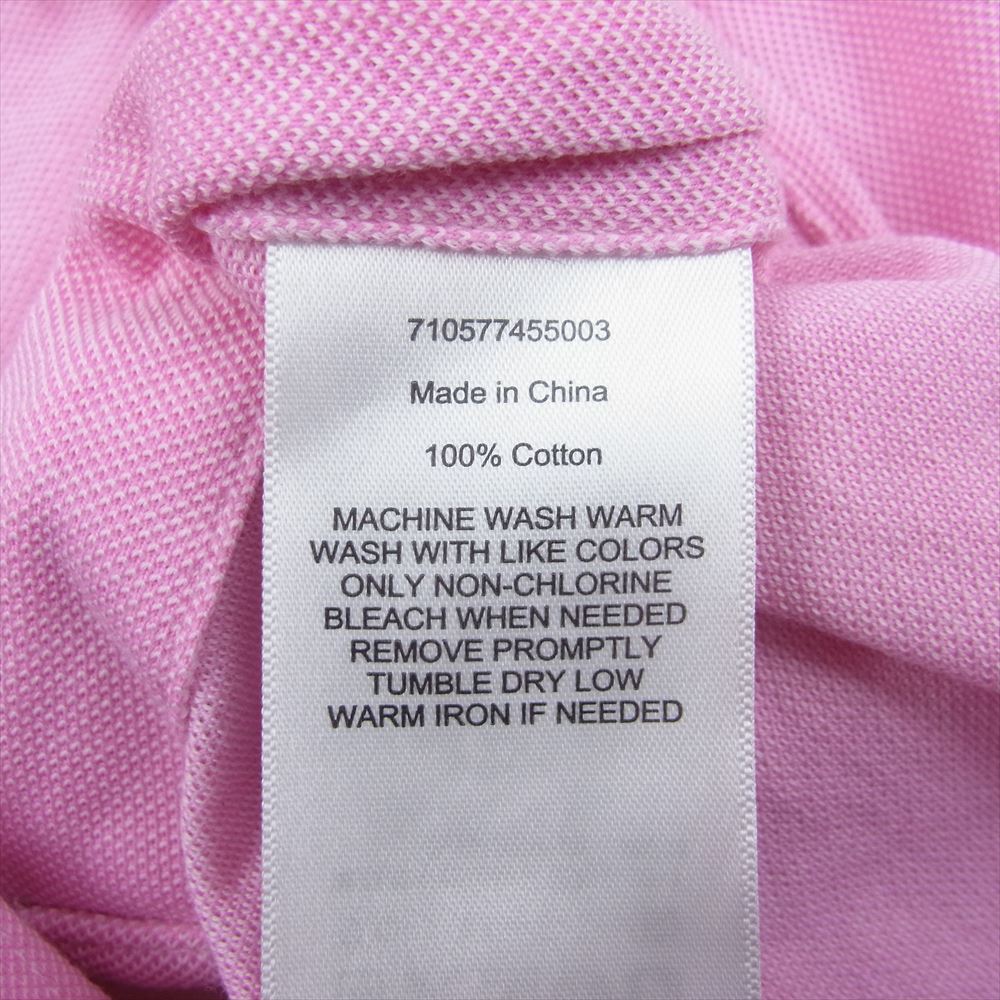 710577455003
Made in China
100% Cotton
MACHINE WASH WARM
WASH WITH LIKE COLORS
ONLY NON-CHLORINE
BLEACH WHEN NEEDED
REMOVE PROMPTLY
TUMBLE DRY LOW
WARM IRON IF NEEDED